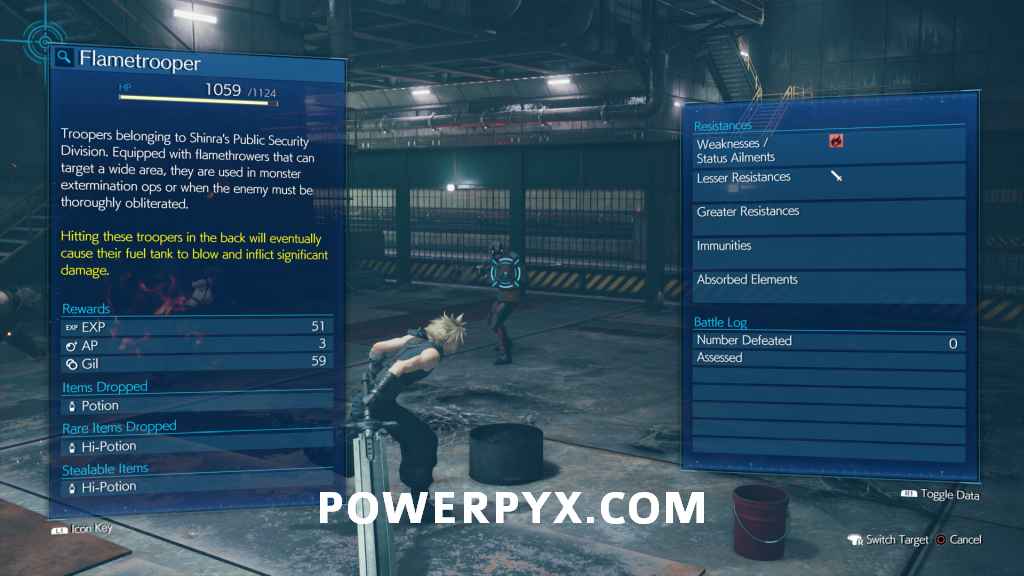 Flametrooper
HP 1059 /1124
Troopers belonging to Shinra's Public Security
Division. Equipped with flamethrowers that can
target a wide area, they are used in monster
extermination ops or when the enemy must be
thoroughly obliterated.
Hitting these troopers in the back will eventually
cause their fuel tank to blow and inflict significant
damage.
Rewards
EXP EXP 51
AP 3
Gil 59
Items Dropped
Potion
Rare Items Dropped
Hi-Potion
Stealable Items
Hi-Potion
L1 Icon Key
Resistances
Weaknesses /
Status Ailments
Lesser Resistances
Greater Resistances
Immunities
Absorbed Elements
Battle Log
Number Defeated 0
Assessed
R1 Toggle Data
R Switch Target Cancel
POWERPYX.COM